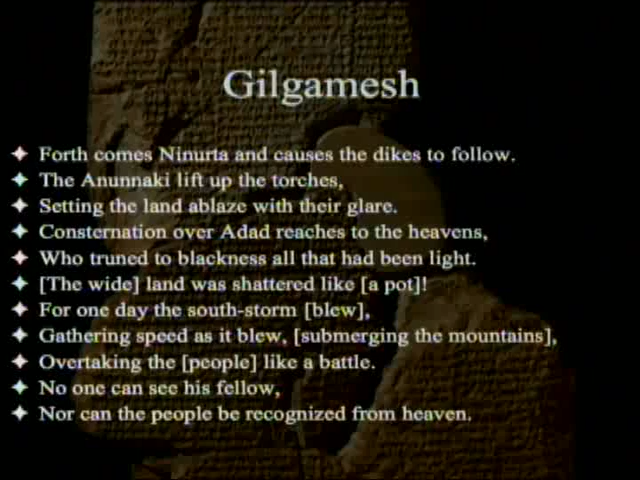 Gilgamesh
Forth comes Ninurta and causes the dikes to follow.
The Anunnaki lift up the torches,
Setting the land ablaze with their glare.
Consternation over Adad reaches to the heavens,
Who truned to blackness all that had been light.
[The wide] land was shattered like [a pot]!
For one day the south-storm [blew],
Gathering speed as it blew, [submerging the mountains],
Overtaking the [people] like a battle.
No one can see his fellow,
Nor can the people be recognized from heaven.